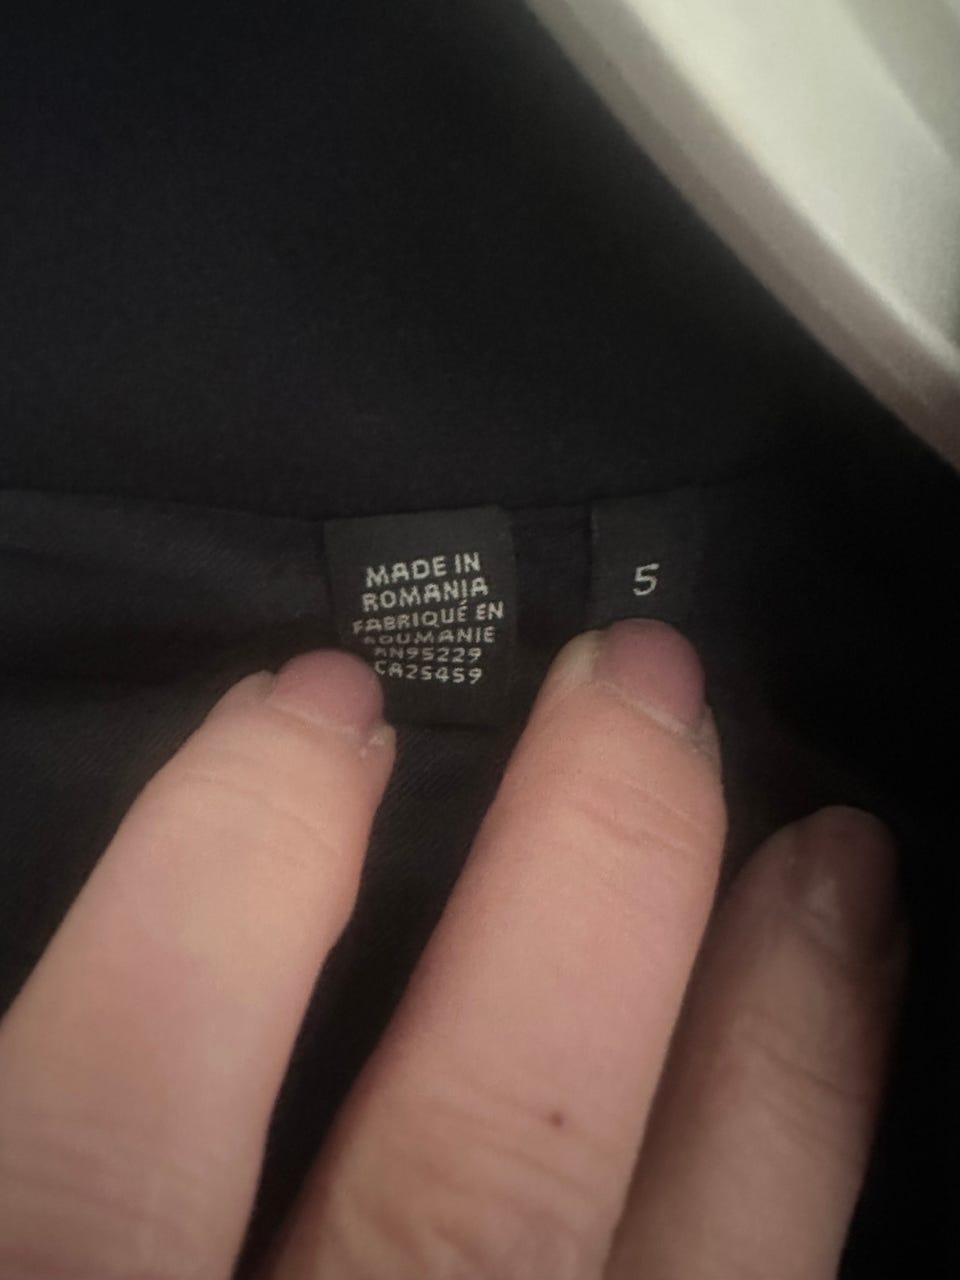 MADE IN
ROMANIA
FABRIQUÉ EN
ROUMANIE
RN95229
CA25459
5